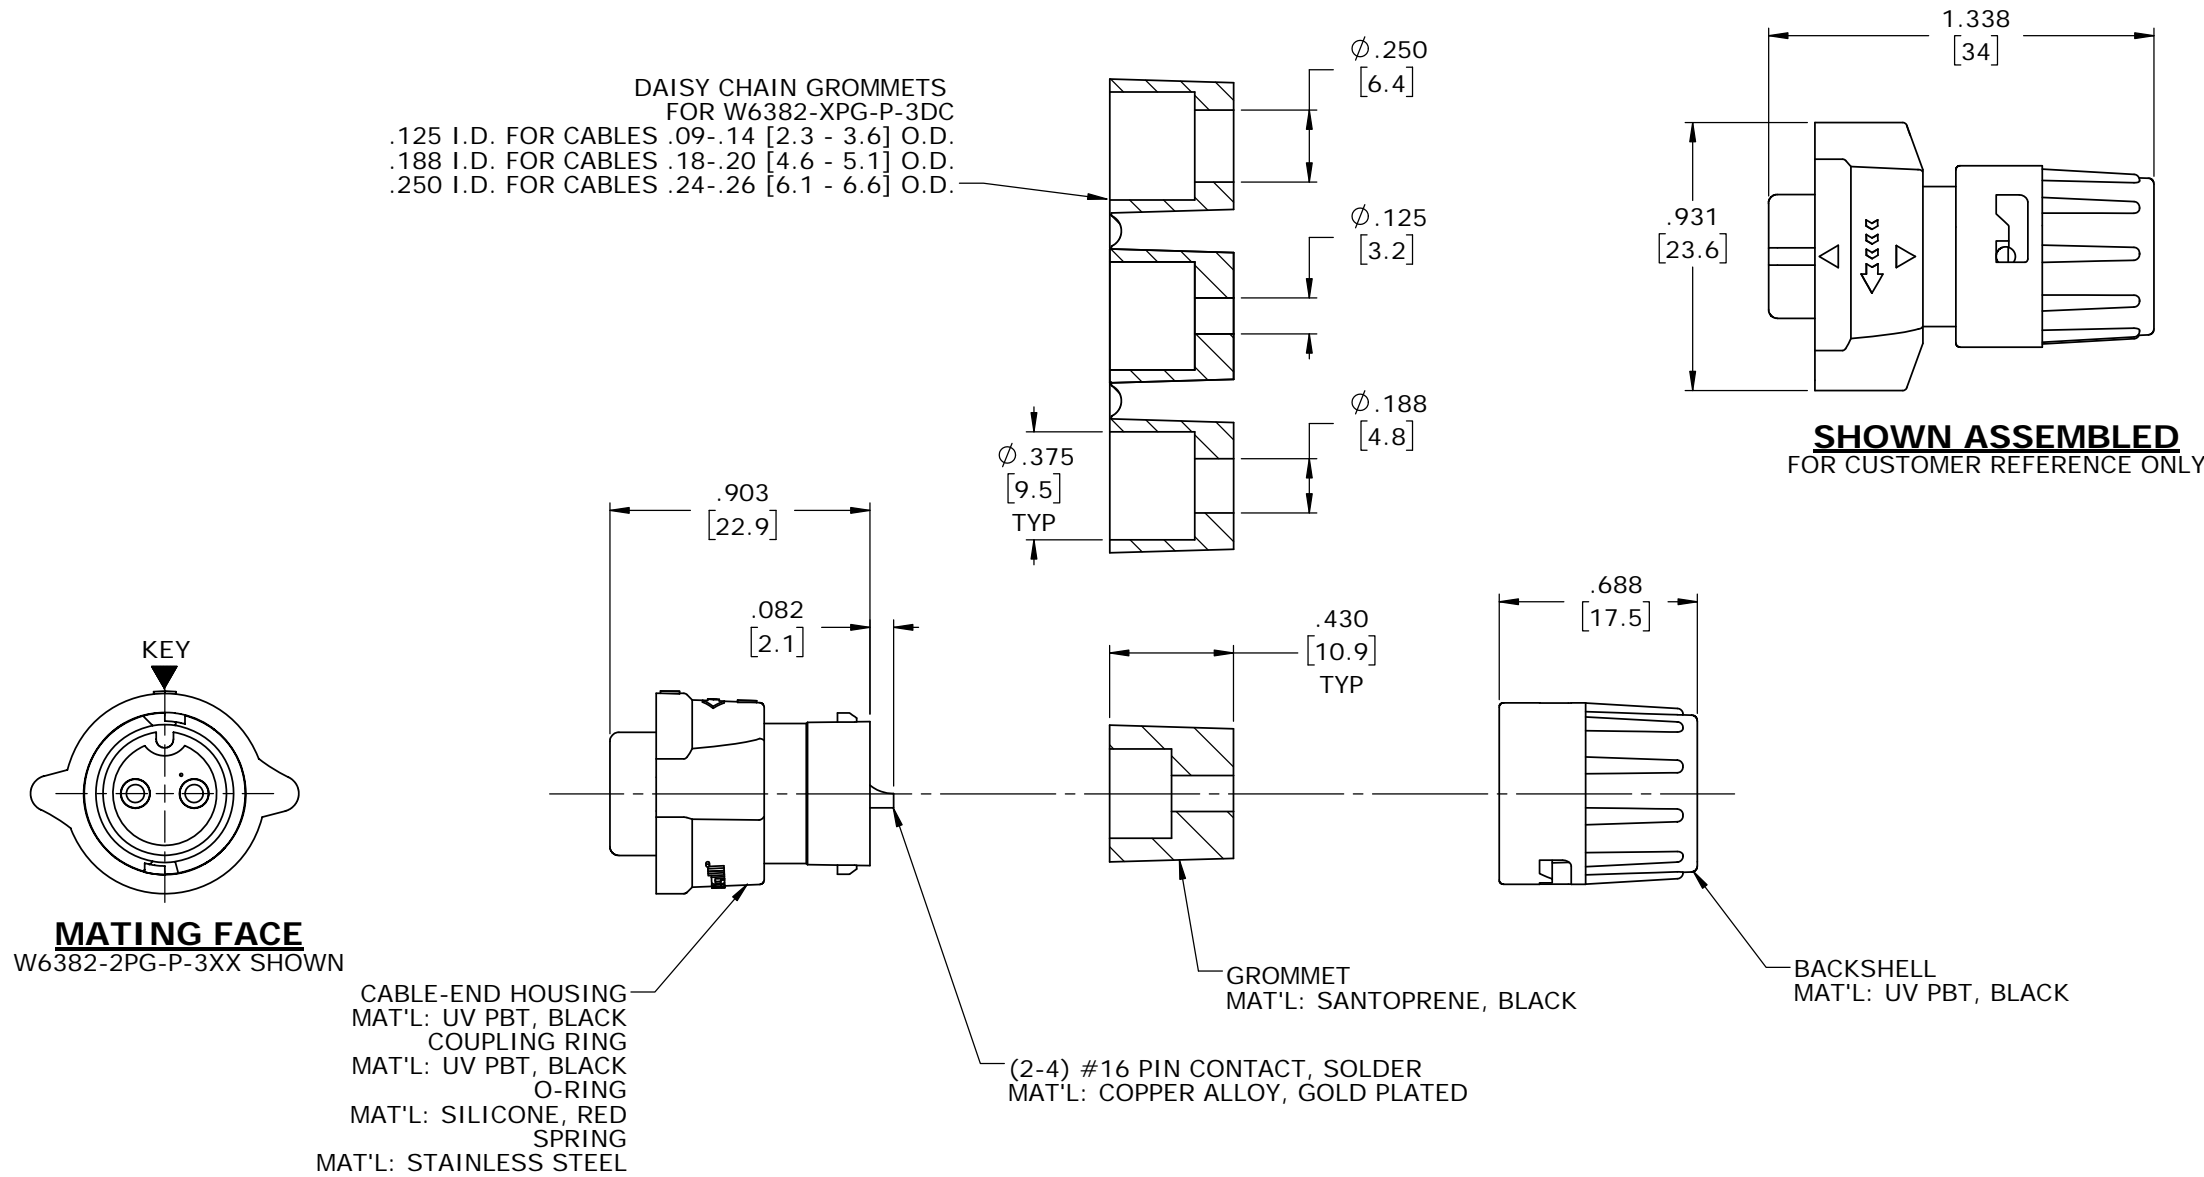 1.338
[34]
Ø.250
[6.4]
DAISY CHAIN GROMMETS
FOR W6382-XPG-P-3DC
.125 I.D. FOR CABLES .09-.14 [2.3 - 3.6] O.D.
.188 I.D. FOR CABLES .18-.20 [4.6 - 5.1] O.D.
.250 I.D. FOR CABLES .24-.26 [6.1 - 6.6] O.D.
Ø.125
[3.2]
.931
[23.6]
Ø.188
[4.8]
SHOWN ASSEMBLED
FOR CUSTOMER REFERENCE ONLY
Ø.375
[9.5]
TYP
.903
[22.9]
.082
[2.1]
.430
[10.9]
TYP
.688
[17.5]
KEY
MATING FACE
W6382-2PG-P-3XX SHOWN
CABLE-END HOUSING
MAT'L: UV PBT, BLACK
COUPLING RING
MAT'L: UV PBT, BLACK
O-RING
MAT'L: SILICONE, RED
SPRING
MAT'L: STAINLESS STEEL
(2-4) #16 PIN CONTACT, SOLDER
MAT'L: COPPER ALLOY, GOLD PLATED
GROMMET
MAT'L: SANTOPRENE, BLACK
BACKSHELL
MAT'L: UV PBT, BLACK